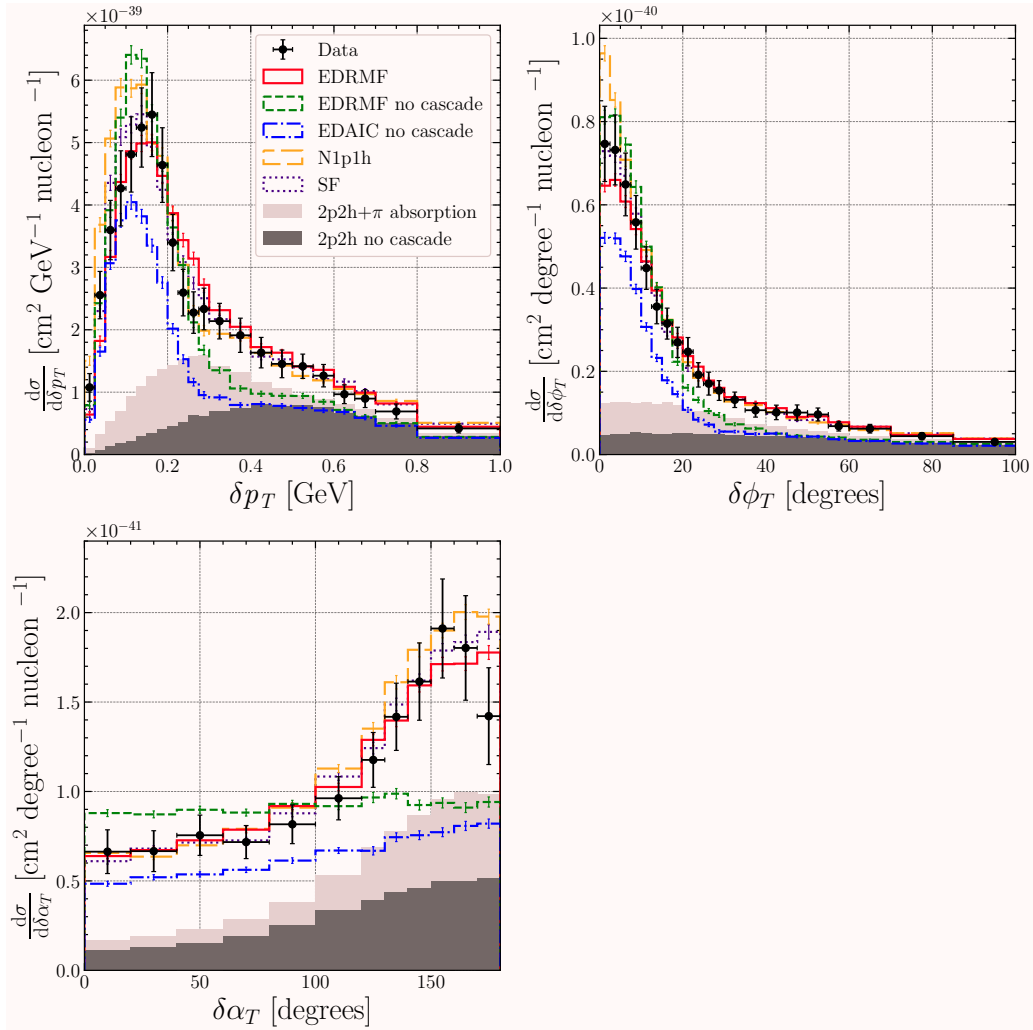 ×10⁻³⁹
dσ/dδp_T [cm² GeV⁻¹ nucleon ⁻¹]
6
5
4
3
2
1
0
0.0 0.2 0.4 0.6 0.8 1.0
δp_T [GeV]
Data
EDRMF
EDRMF no cascade
EDAIC no cascade
N1p1h
SF
2p2h+π absorption
2p2h no cascade
×10⁻⁴⁰
dσ/dδϕ_T [cm² degree⁻¹ nucleon ⁻¹]
1.0
0.8
0.6
0.4
0.2
0.0
0 20 40 60 80 100
δϕ_T [degrees]
×10⁻⁴¹
dσ/dδα_T [cm² degree⁻¹ nucleon ⁻¹]
2.0
1.5
1.0
0.5
0.0
0 50 100 150
δα_T [degrees]